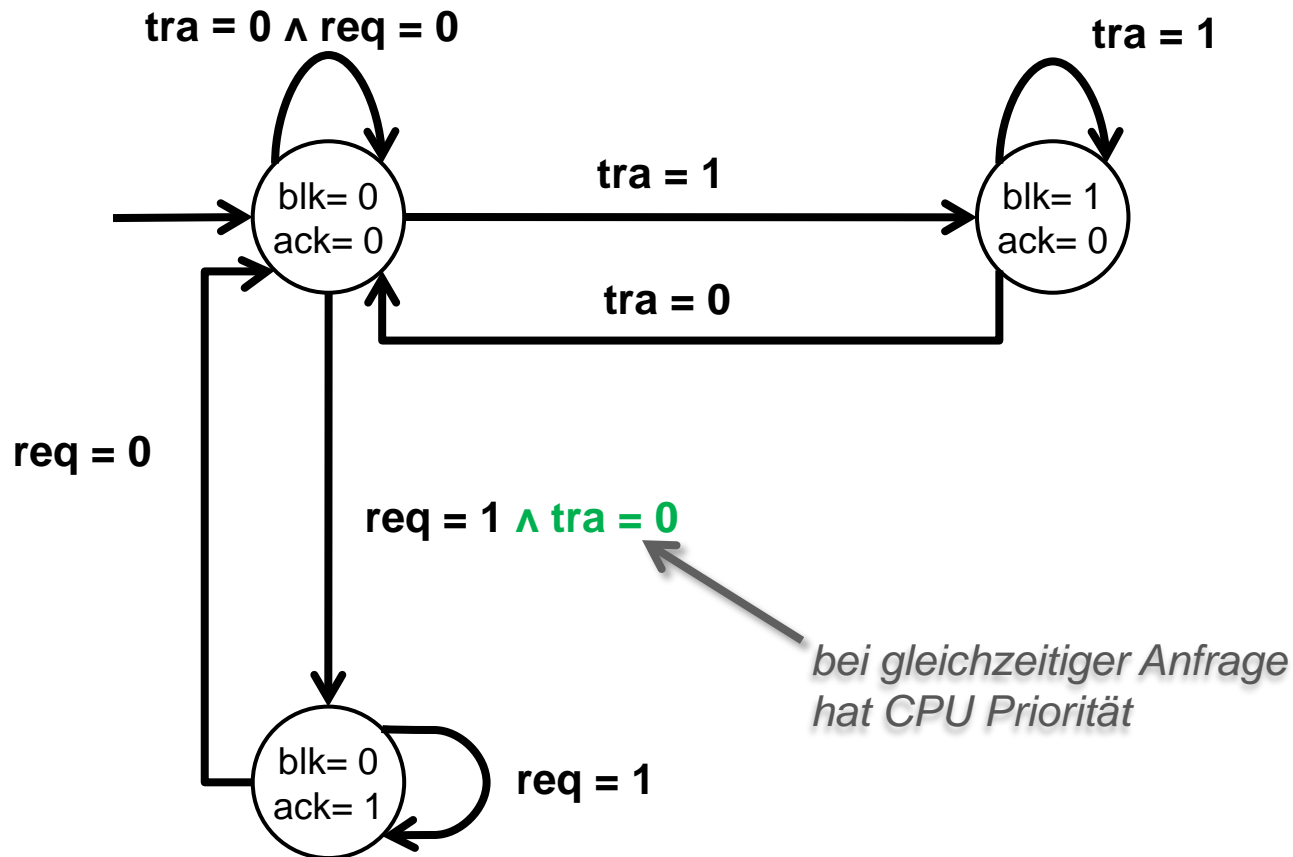 tra = 0 ∧ req = 0
tra = 1
blk= 0
ack= 0
tra = 1
blk= 1
ack= 0
tra = 0
req = 0
req = 1 ∧ tra = 0
bei gleichzeitiger Anfrage
hat CPU Priorität
blk= 0
ack= 1
req = 1